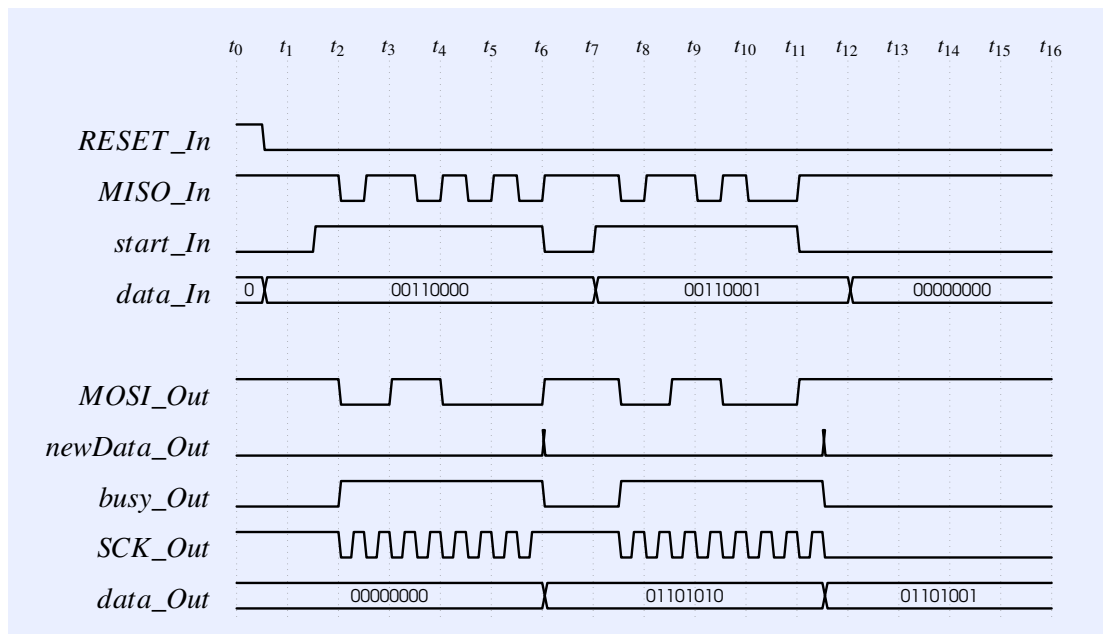 t0 t1 t2 t3 t4 t5 t6 t7 t8 t9 t10 t11 t12 t13 t14 t15 t16
RESET_In
MISO_In
start_In
data_In 0 00110000 00110001 00000000
MOSI_Out
newData_Out
busy_Out
SCK_Out
data_Out 00000000 01101010 01101001